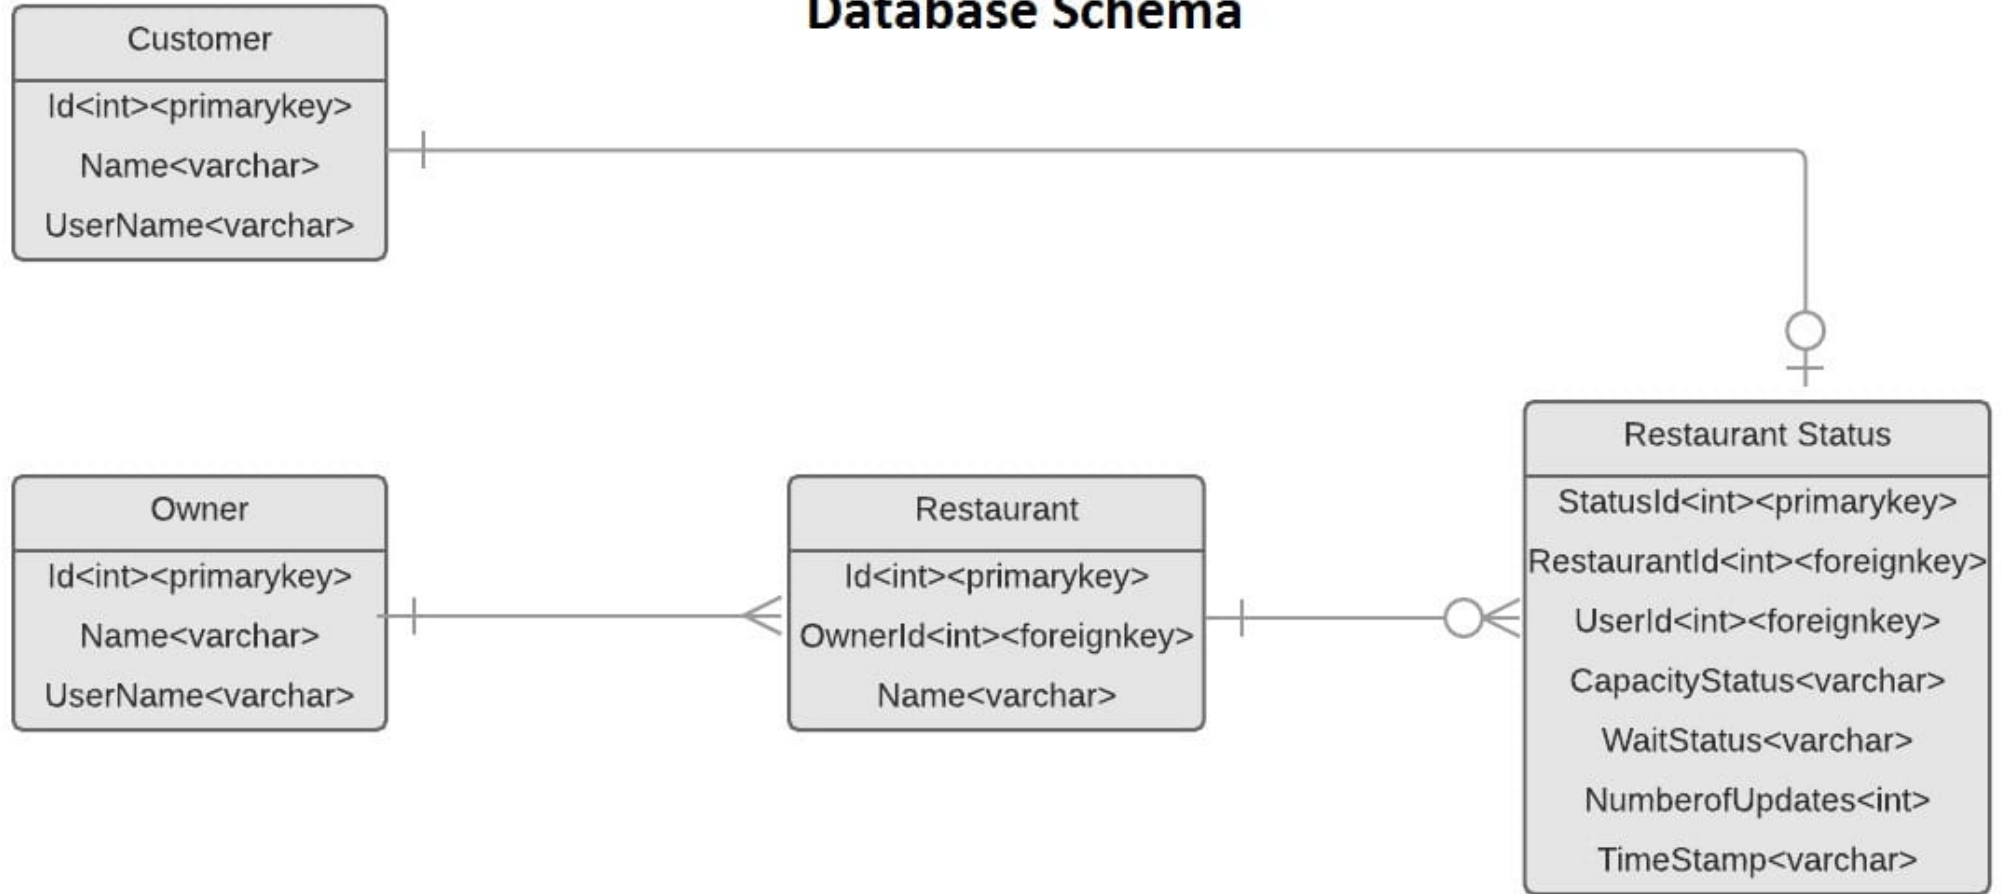 Database Schema
Customer
Id<int><primarykey>
Name<varchar>
UserName<varchar>
Owner
Id<int><primarykey>
Name<varchar>
UserName<varchar>
Restaurant
Id<int><primarykey>
OwnerId<int><foreignkey>
Name<varchar>
Restaurant Status
StatusId<int><primarykey>
RestaurantId<int><foreignkey>
UserId<int><foreignkey>
CapacityStatus<varchar>
WaitStatus<varchar>
NumberofUpdates<int>
TimeStamp<varchar>